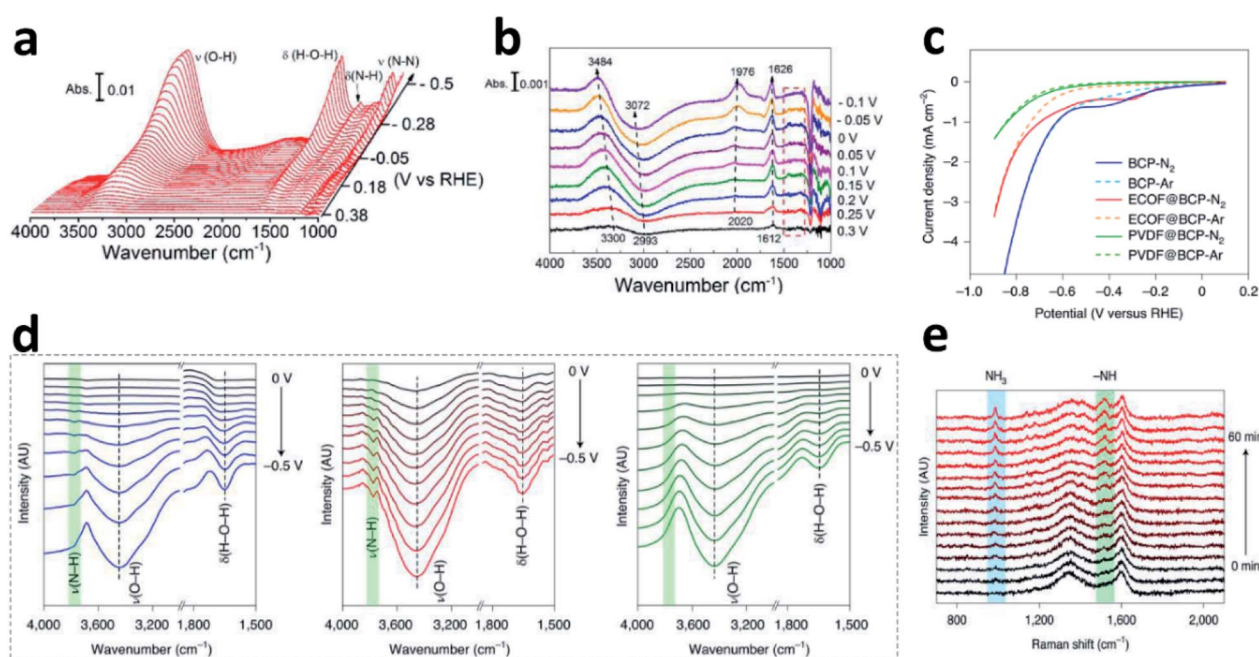 a
ν (O-H)
δ (H-O-H)
δ(N-H)
ν (N-N)
Abs.
0.01
- 0.5
- 0.28
-0.05
0.18
(V vs RHE)
0.38
4000 3500 3000 2500 2000 1500 1000
Wavenumber (cm-1)
b
Abs.
0.001
3484
3072
1976
1626
- 0.1 V
- 0.05 V
0 V
0.05 V
0.1 V
0.15 V
0.2 V
0.25 V
0.3 V
3300
2993
2020
1612
4000 3500 3000 2500 2000 1500 1000
Wavenumber (cm-1)
c
Current density (mA cm−2)
0
−1
−2
−3
−4
BCP-N2
BCP-Ar
ECOF@BCP-N2
ECOF@BCP-Ar
PVDF@BCP-N2
PVDF@BCP-Ar
−1.0 −0.8 −0.6 −0.4 −0.2 0 0.2
Potential (V versus RHE)
d
Intensity (AU)
0 V
−0.5 V
ν(N–H)
ν(O–H)
δ(H–O–H)
4,000 3,600 3,200 1,800 1,500
Wavenumber (cm−1)
Intensity (AU)
0 V
−0.5 V
ν(N–H)
ν(O–H)
δ(H–O–H)
4,000 3,600 3,200 1,800 1,500
Wavenumber (cm−1)
Intensity (AU)
0 V
−0.5 V
ν(O–H)
δ(H–O–H)
4,000 3,600 3,200 1,800 1,500
Wavenumber (cm−1)
e
NH3
–NH
Intensity (AU)
60 min
0 min
800 1,200 1,600 2,000
Raman shift (cm−1)